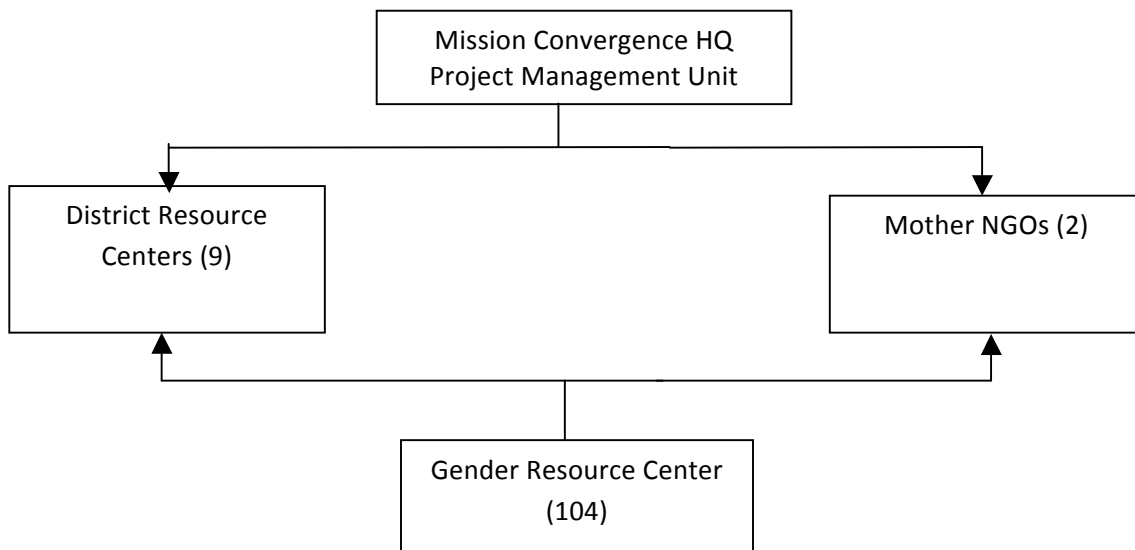 Mission Convergence HQ
Project Management Unit
District Resource
Centers (9)
Mother NGOs (2)
Gender Resource Center
(104)